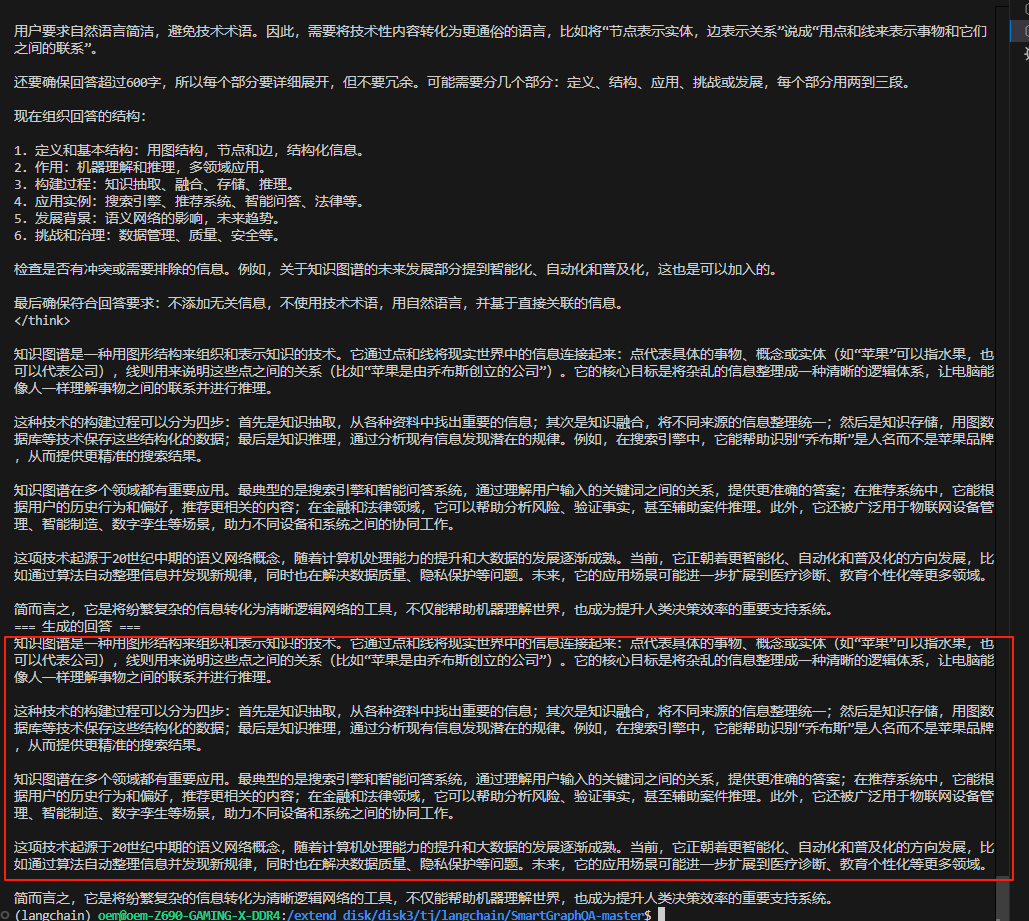 用户要求自然语言简洁，避免技术术语。因此，需要将技术性内容转化为更通俗的语言，比如将“节点表示实体，边表示关系”说成“用点和线来表示事物和它们
之间的联系”。
还要确保回答超过600字，所以每个部分要详细展开，但不要冗余。可能需要分几个部分：定义、结构、应用、挑战或发展，每个部分用两到三段。
现在组织回答的结构：
1. 定义和基本结构：用图结构，节点和边，结构化信息。
2. 作用：机器理解和推理，多领域应用。
3. 构建过程：知识抽取、融合、存储、推理。
4. 应用实例：搜索引擎、推荐系统、智能问答、法律等。
5. 发展背景：语义网络的影响，未来趋势。
6. 挑战和治理：数据管理、质量、安全等。
检查是否有冲突或需要排除的信息。例如，关于知识图谱的未来发展部分提到智能化、自动化和普及化，这也是可以加入的。
最后确保符合回答要求：不添加无关信息，不使用技术术语，用自然语言，并基于直接关联的信息。
</think>
知识图谱是一种用图形结构来组织和表示知识的技术。它通过点和线将现实世界中的信息连接起来：点代表具体的事物、概念或实体（如“苹果”可以指水果，也
可以代表公司），线则用来说明这些点之间的关系（比如“苹果是由乔布斯创立的公司”）。它的核心目标是将杂乱的信息整理成一种清晰的逻辑体系，让电脑能
像人一样理解事物之间的联系并进行推理。
这种技术的构建过程可以分为四步：首先是知识抽取，从各种资料中找出重要的信息；其次是知识融合，将不同来源的信息整理统一；然后是知识存储，用图数
据库等技术保存这些结构化的数据；最后是知识推理，通过分析现有信息发现潜在的规律。例如，在搜索引擎中，它能帮助识别“乔布斯”是人名而不是苹果品牌
，从而提供更精准的搜索结果。
知识图谱在多个领域都有重要应用。最典型的是搜索引擎和智能问答系统，通过理解用户输入的关键词之间的关系，提供更准确的答案；在推荐系统中，它能根
据用户的历史行为和偏好，推荐更相关的内容；在金融和法律领域，它可以帮助分析风险、验证事实，甚至辅助案件推理。此外，它还被广泛用于物联网设备管
理、智能制造、数字孪生等场景，助力不同设备和系统之间的协同工作。
这项技术起源于20世纪中期的语义网络概念，随着计算机处理能力的提升和大数据的发展逐渐成熟。当前，它正朝着更智能化、自动化和普及化的方向发展，比
如通过算法自动整理信息并发现新规律，同时也在解决数据质量、隐私保护等问题。未来，它的应用场景可能进一步扩展到医疗诊断、教育个性化等更多领域。
简而言之，它是将纷繁复杂的信息转化为清晰逻辑网络的工具，不仅能帮助机器理解世界，也成为提升人类决策效率的重要支持系统。
=== 生成的回答 ===
知识图谱是一种用图形结构来组织和表示知识的技术。它通过点和线将现实世界中的信息连接起来：点代表具体的事物、概念或实体（如“苹果”可以指水果，也
可以代表公司），线则用来说明这些点之间的关系（比如“苹果是由乔布斯创立的公司”）。它的核心目标是将杂乱的信息整理成一种清晰的逻辑体系，让电脑能
像人一样理解事物之间的联系并进行推理。
这种技术的构建过程可以分为四步：首先是知识抽取，从各种资料中找出重要的信息；其次是知识融合，将不同来源的信息整理统一；然后是知识存储，用图数
据库等技术保存这些结构化的数据；最后是知识推理，通过分析现有信息发现潜在的规律。例如，在搜索引擎中，它能帮助识别“乔布斯”是人名而不是苹果品牌
，从而提供更精准的搜索结果。
知识图谱在多个领域都有重要应用。最典型的是搜索引擎和智能问答系统，通过理解用户输入的关键词之间的关系，提供更准确的答案；在推荐系统中，它能根
据用户的历史行为和偏好，推荐更相关的内容；在金融和法律领域，它可以帮助分析风险、验证事实，甚至辅助案件推理。此外，它还被广泛用于物联网设备管
理、智能制造、数字孪生等场景，助力不同设备和系统之间的协同工作。
这项技术起源于20世纪中期的语义网络概念，随着计算机处理能力的提升和大数据的发展逐渐成熟。当前，它正朝着更智能化、自动化和普及化的方向发展，比
如通过算法自动整理信息并发现新规律，同时也在解决数据质量、隐私保护等问题。未来，它的应用场景可能进一步扩展到医疗诊断、教育个性化等更多领域。
简而言之，它是将纷繁复杂的信息转化为清晰逻辑网络的工具，不仅能帮助机器理解世界，也成为提升人类决策效率的重要支持系统。
(langchain) oem@oem-Z690-GAMING-X-DDR4:/extend_disk/disk3/tj/langchain/SmartGraphQA-master$